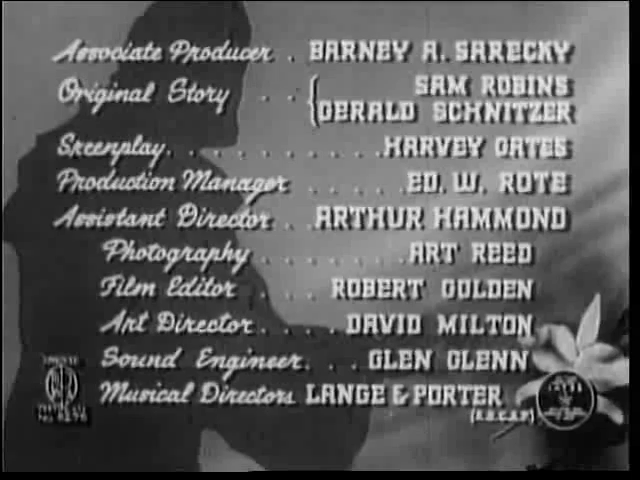 Associate Producer . BARNEY A. SARECKY
Original Story . . { SAM ROBINS
GERALD SCHNITZER
Screenplay. . . . . . . . . . . HARVEY GATES
Production Manager . . . . . ED. W. ROTE
Assistant Director . . ARTHUR HAMMOND
Photography . . . . . . . ART REED
Film Editor . . . ROBERT GOLDEN
Art Director . . . . DAVID MILTON
Sound Engineer . . . GLEN GLENN
Musical Directors LANGE & PORTER
(A.S.C.A.P.)